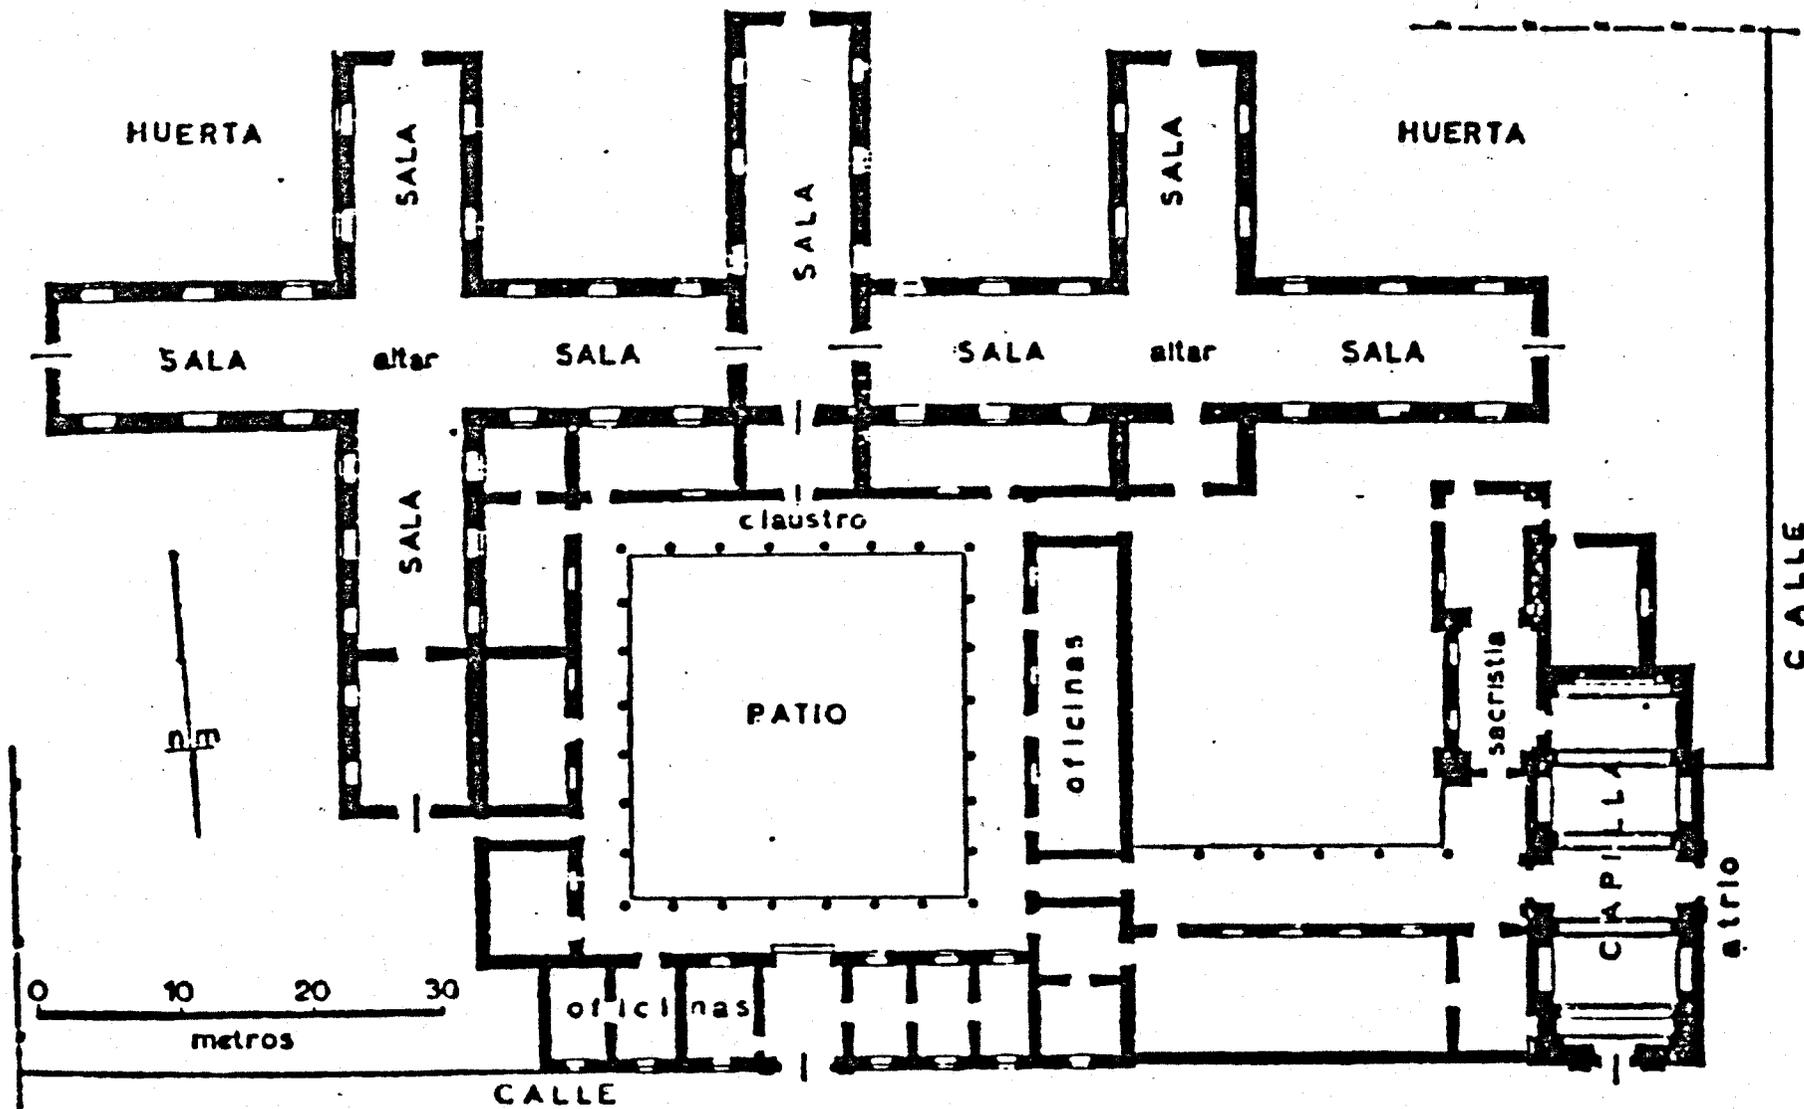 HUERTA
SALA
SALA
SALA
HUERTA
SALA
altar
SALA
SALA
altar
SALA
SALA
claustro
PATIO
oficinas
sacristia
CAPILLA
atrio
CALLE
n.m
0 10 20 30
metros
oficinas
CALLE